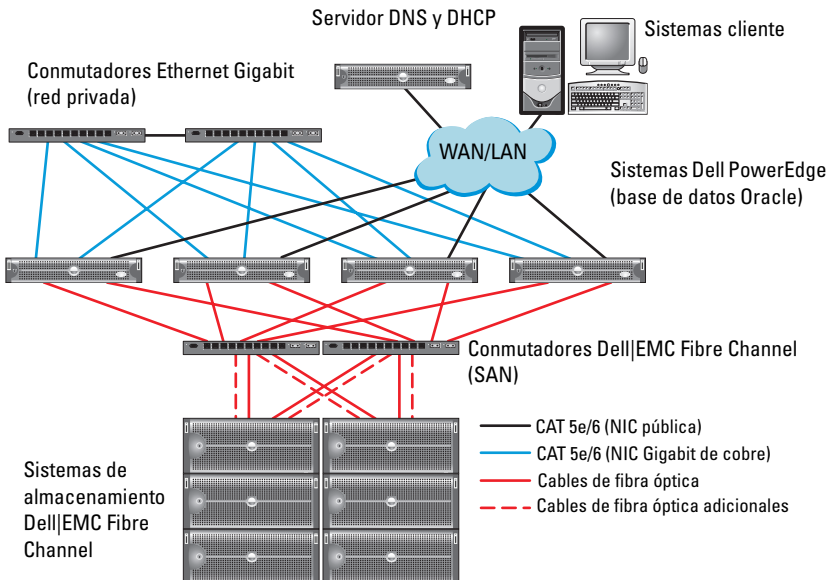 Servidor DNS y DHCP
Sistemas cliente
Conmutadores Ethernet Gigabit
(red privada)
WAN/LAN
Sistemas Dell PowerEdge
(base de datos Oracle)
Conmutadores Dell|EMC Fibre Channel
(SAN)
CAT 5e/6 (NIC pública)
CAT 5e/6 (NIC Gigabit de cobre)
Cables de fibra óptica
Cables de fibra óptica adicionales
Sistemas de
almacenamiento
Dell|EMC Fibre
Channel